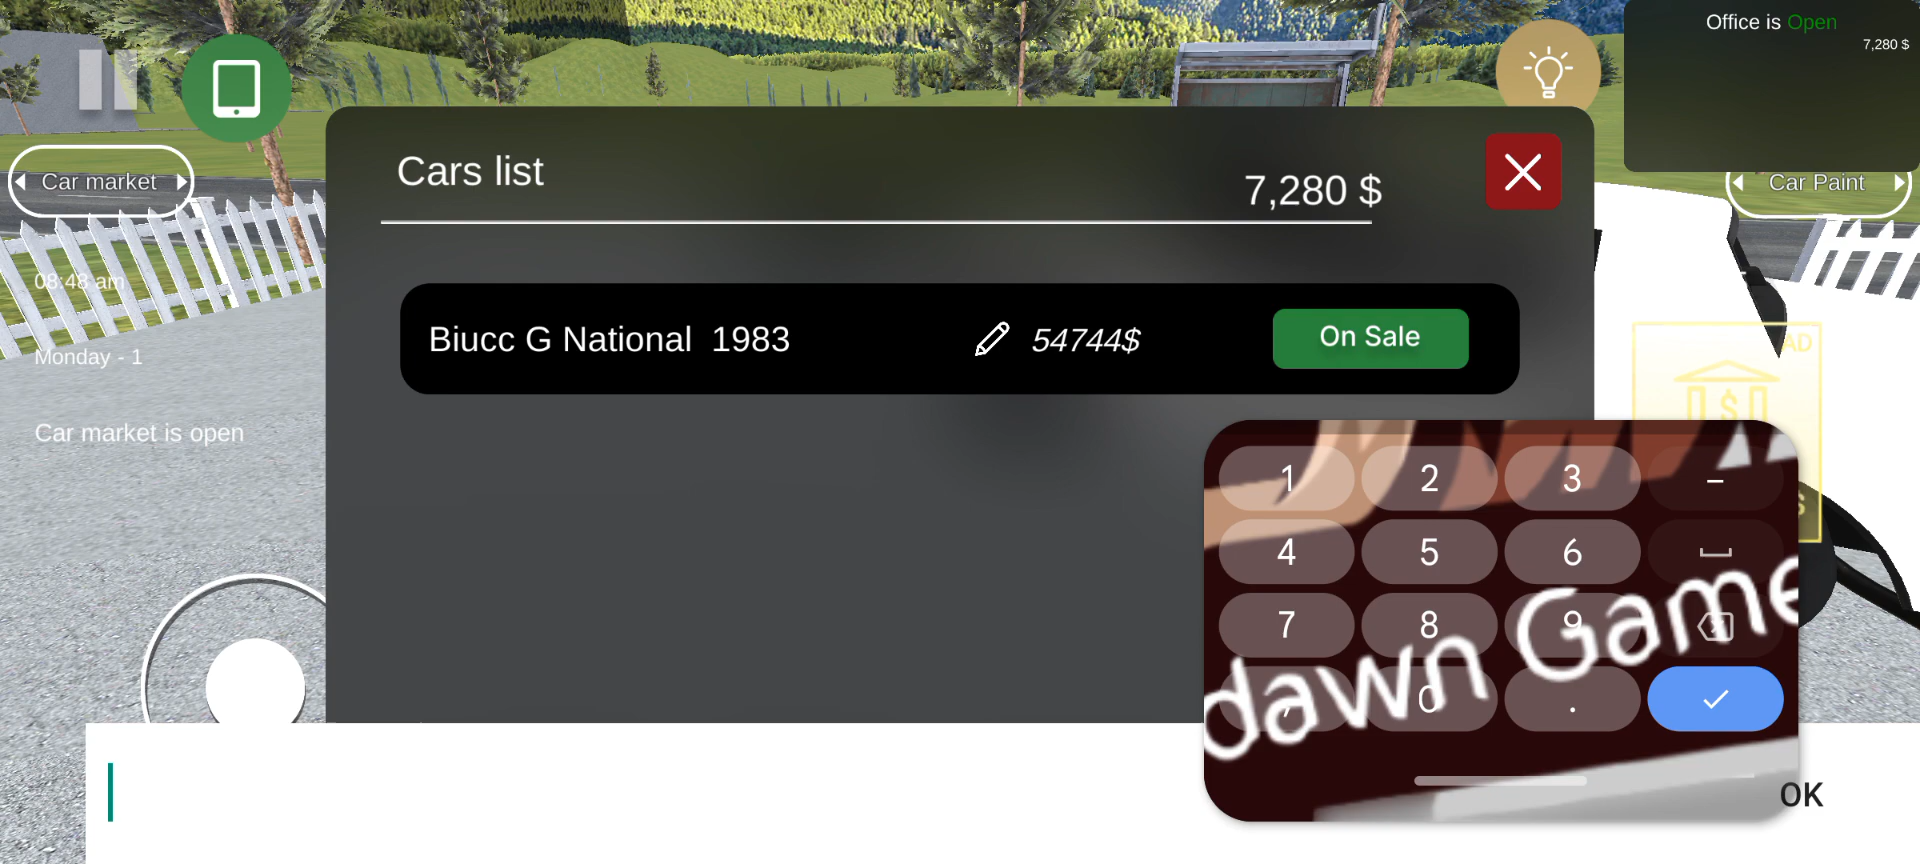 Office is Open
7,280 $
Car market
Cars list
7,280 $
Car Paint
08:48 am
Biucc G National 1983
54744$
On Sale
AD
Monday - 1
Car market is open
$
1 2 3 –
4 5 6
7 8 9
, 0 .
dawn Game
OK